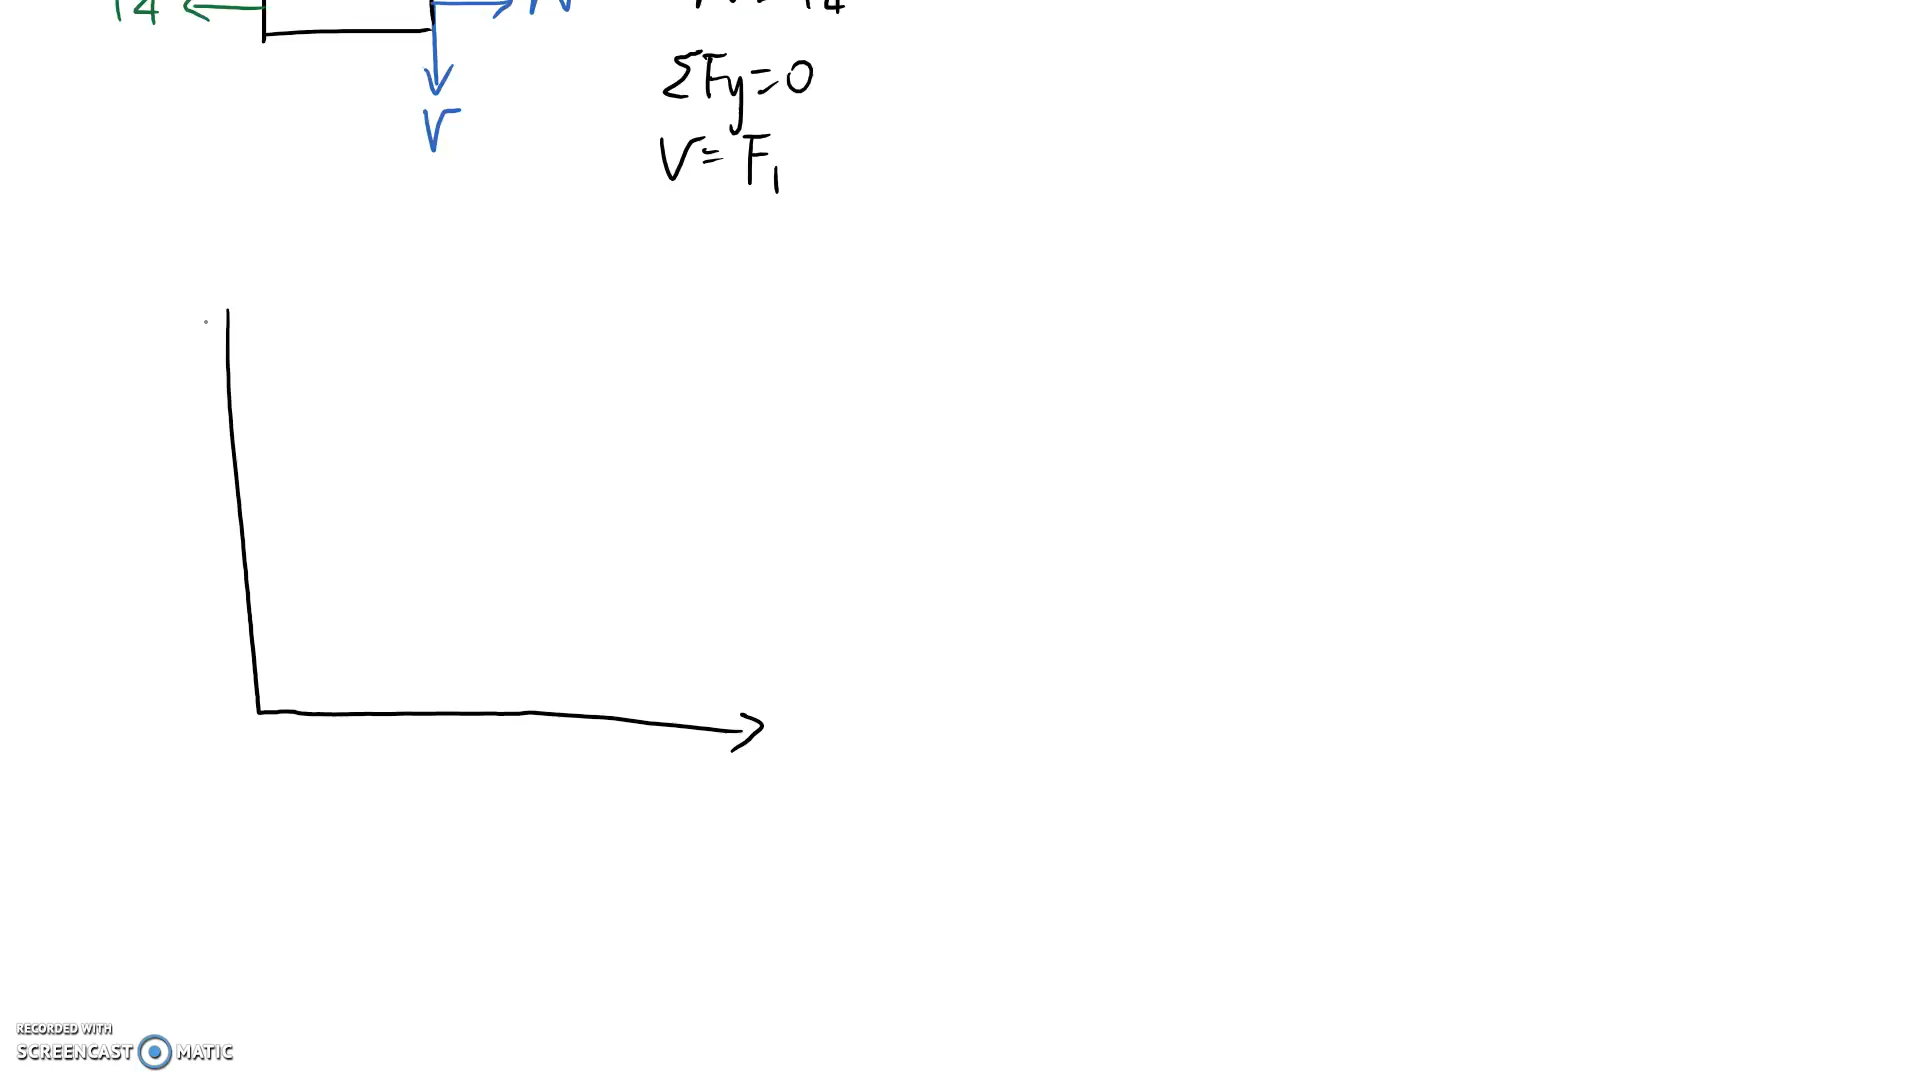 ΣFy=0
V
V=F₁
RECORDED WITH
SCREENCAST MATIC